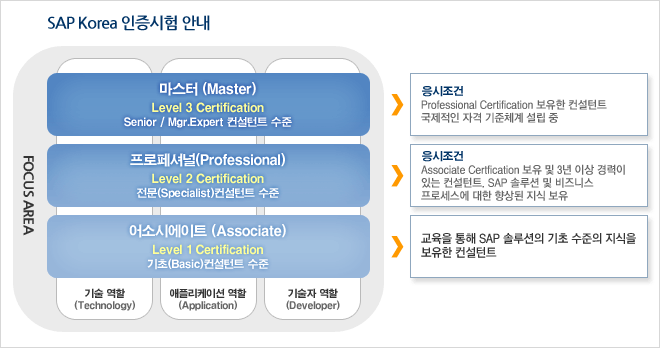 SAP Korea 인증시험 안내
FOCUS AREA
마스터 (Master)
Level 3 Certification
Senior / Mgr.Expert 컨설턴트 수준
응시조건
Professional Certification 보유한 컨설턴트
국제적인 자격 기준체계 설립 중
프로페셔널(Professional)
Level 2 Certification
전문(Specialist)컨설턴트 수준
응시조건
Associate Certfication 보유 및 3년 이상 경력이
있는 컨설턴트, SAP 솔루션 및 비즈니스
프로세스에 대한 향상된 지식 보유
어소시에이트 (Associate)
Level 1 Certification
기초(Basic)컨설턴트 수준
교육을 통해 SAP 솔루션의 기초 수준의 지식을
보유한 컨설턴트
기술 역할
(Technology)
애플리케이션 역할
(Application)
기술자 역할
(Developer)